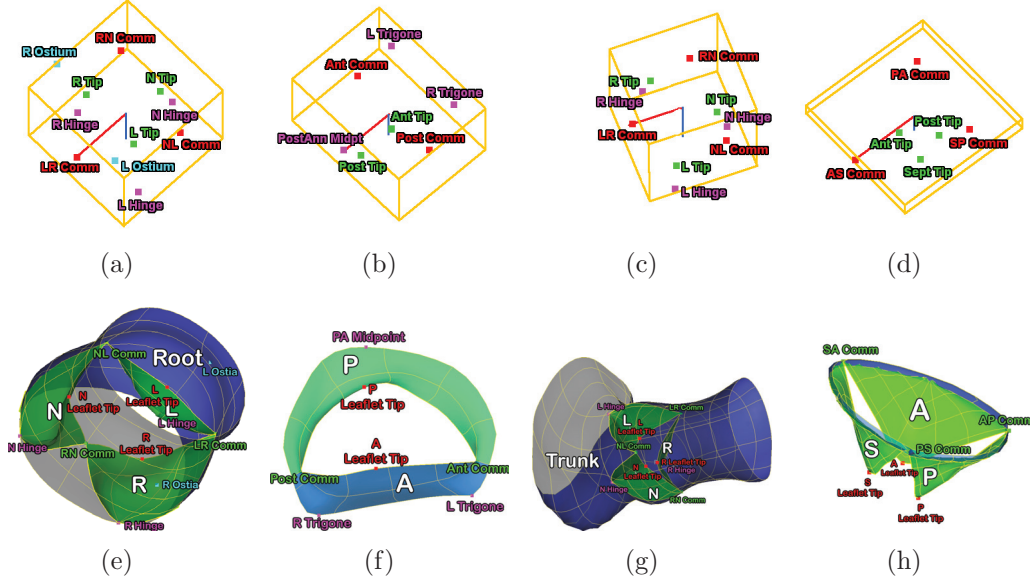 RN Comm
R Ostium
R Tip
N Tip
R Hinge
N Hinge
L Tip
NL Comm
LR Comm
L Ostium
L Hinge
(a)
L Trigone
Ant Comm
R Trigone
Ant Tip
PostAnn Midpt
Post Comm
Post Tip
(b)
RN Comm
R Tip
R Hinge
N Tip
N Hinge
LR Comm
NL Comm
L Tip
L Hinge
(c)
PA Comm
Post Tip
Ant Tip
SP Comm
AS Comm
Sept Tip
(d)
Root
NL Comm
L Ostia
N
Leaflet Tip
L
Leaflet Tip
N
L
L Hinge
N Hinge
R
Leaflet Tip
LR Comm
RN Comm
R
R Ostia
R Hinge
(e)
PA Midpoint
P
P
Leaflet Tip
A
Leaflet Tip
Post Comm
Ant Comm
A
R Trigone
L Trigone
(f)
L Hinge
LR Comm
L
L
Leaflet Tip
NL Comm
R
Trunk
N
Leaflet Tip
R Leaflet Tip
R Hinge
N Hinge
N
RN Comm
(g)
SA Comm
A
AP Comm
S
PS Comm
A
Leaflet Tip
S
Leaflet Tip
P
P
Leaflet Tip
(h)